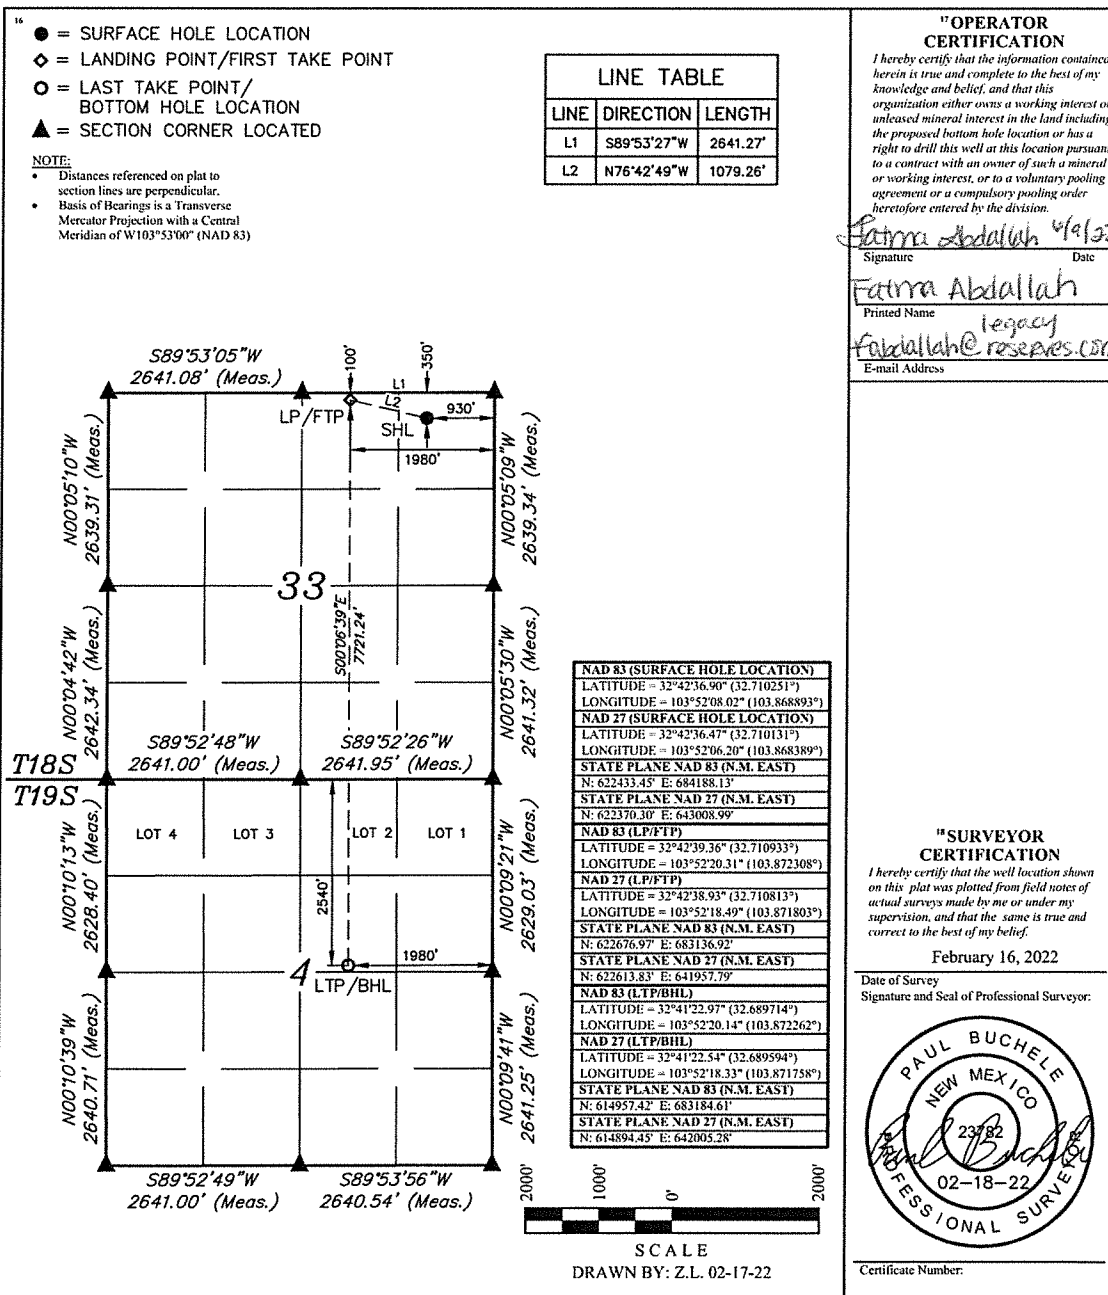 16
● = SURFACE HOLE LOCATION
◇ = LANDING POINT/FIRST TAKE POINT
O = LAST TAKE POINT/
BOTTOM HOLE LOCATION
▲ = SECTION CORNER LOCATED
NOTE:
• Distances referenced on plat to
section lines are perpendicular.
• Basis of Bearings is a Transverse
Mercator Projection with a Central
Meridian of W103°53'00" (NAD 83)
LINE TABLE
LINE DIRECTION LENGTH
L1 S89°53'27"W 2641.27'
L2 N76°42'49"W 1079.26'
S89°53'05"W
2641.08' (Meas.)
100'
L1
350'
L2
LP/FTP
930'
SHL
1980'
N00°05'10"W
2639.31' (Meas.)
N00°05'09"W
2639.34' (Meas.)
33
S00°06'39"E
7721.24'
N00°04'42"W
2642.34' (Meas.)
N00°05'30"W
2641.32' (Meas.)
S89°52'48"W
2641.00' (Meas.)
S89°52'26"W
2641.95' (Meas.)
T18S
T19S
LOT 4
LOT 3
LOT 2
LOT 1
N00°10'13"W
2628.40' (Meas.)
N00°09'21"W
2629.03' (Meas.)
2540'
1980'
4
LTP/BHL
N00°10'39"W
2640.71' (Meas.)
N00°09'41"W
2641.25' (Meas.)
S89°52'49"W
2641.00' (Meas.)
S89°53'56"W
2640.54' (Meas.)
NAD 83 (SURFACE HOLE LOCATION)
LATITUDE = 32°42'36.90" (32.710251°)
LONGITUDE = 103°52'08.02" (103.868893°)
NAD 27 (SURFACE HOLE LOCATION)
LATITUDE = 32°42'36.47" (32.710131°)
LONGITUDE = 103°52'06.20" (103.868389°)
STATE PLANE NAD 83 (N.M. EAST)
N: 622433.45' E: 684188.13'
STATE PLANE NAD 27 (N.M. EAST)
N: 622370.30' E: 643008.99'
NAD 83 (LP/FTP)
LATITUDE = 32°42'39.36" (32.710933°)
LONGITUDE = 103°52'20.31" (103.872308°)
NAD 27 (LP/FTP)
LATITUDE = 32°42'38.93" (32.710813°)
LONGITUDE = 103°52'18.49" (103.871803°)
STATE PLANE NAD 83 (N.M. EAST)
N: 622676.97' E: 683136.92'
STATE PLANE NAD 27 (N.M. EAST)
N: 622613.83' E: 641957.79'
NAD 83 (LTP/BHL)
LATITUDE = 32°41'22.97" (32.689714°)
LONGITUDE = 103°52'20.14" (103.872262°)
NAD 27 (LTP/BHL)
LATITUDE = 32°41'22.54" (32.689594°)
LONGITUDE = 103°52'18.33" (103.871758°)
STATE PLANE NAD 83 (N.M. EAST)
N: 614957.42' E: 683184.61'
STATE PLANE NAD 27 (N.M. EAST)
N: 614894.45' E: 642005.28'
2000' 1000' 0' 2000'
SCALE
DRAWN BY: Z.L. 02-17-22
17 OPERATOR
CERTIFICATION
I hereby certify that the information contained
herein is true and complete to the best of my
knowledge and belief, and that this
organization either owns a working interest or
unleased mineral interest in the land including
the proposed bottom hole location or has a
right to drill this well at this location pursuant
to a contract with an owner of such a mineral
or working interest, or to a voluntary pooling
agreement or a compulsory pooling order
heretofore entered by the division.
Fatma Abdallah
Signature Date
Fatma Abdallah
Printed Name
legacy
fabdallah@ reserves.com
E-mail Address
18 SURVEYOR
CERTIFICATION
I hereby certify that the well location shown
on this plat was plotted from field notes of
actual surveys made by me or under my
supervision, and that the same is true and
correct to the best of my belief.
February 16, 2022
Date of Survey
Signature and Seal of Professional Surveyor:
PAUL BUCHELE
NEW MEXICO
23782
Paul Buchele
02-18-22
PROFESSIONAL SURVEYOR
Certificate Number: